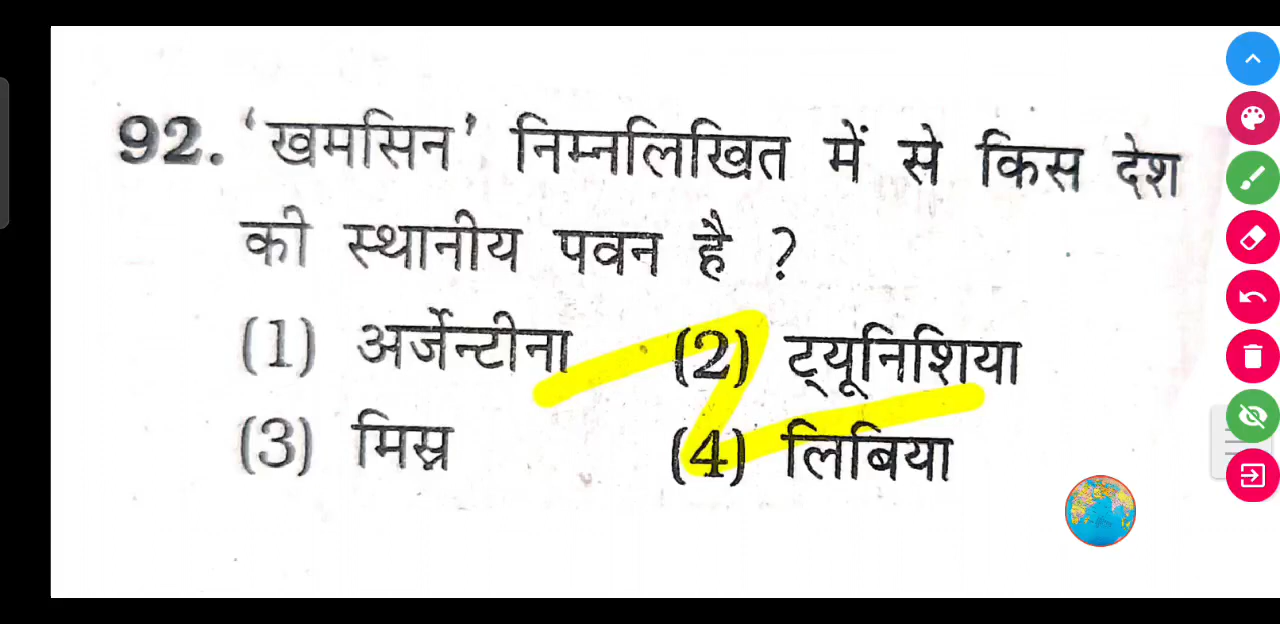 92. 'खमसिन' निम्नलिखित में से किस देश
की स्थानीय पवन है ?
(1) अर्जेन्टीना (2) ट्यूनिशिया
(3) मिस्र (4) लिबिया